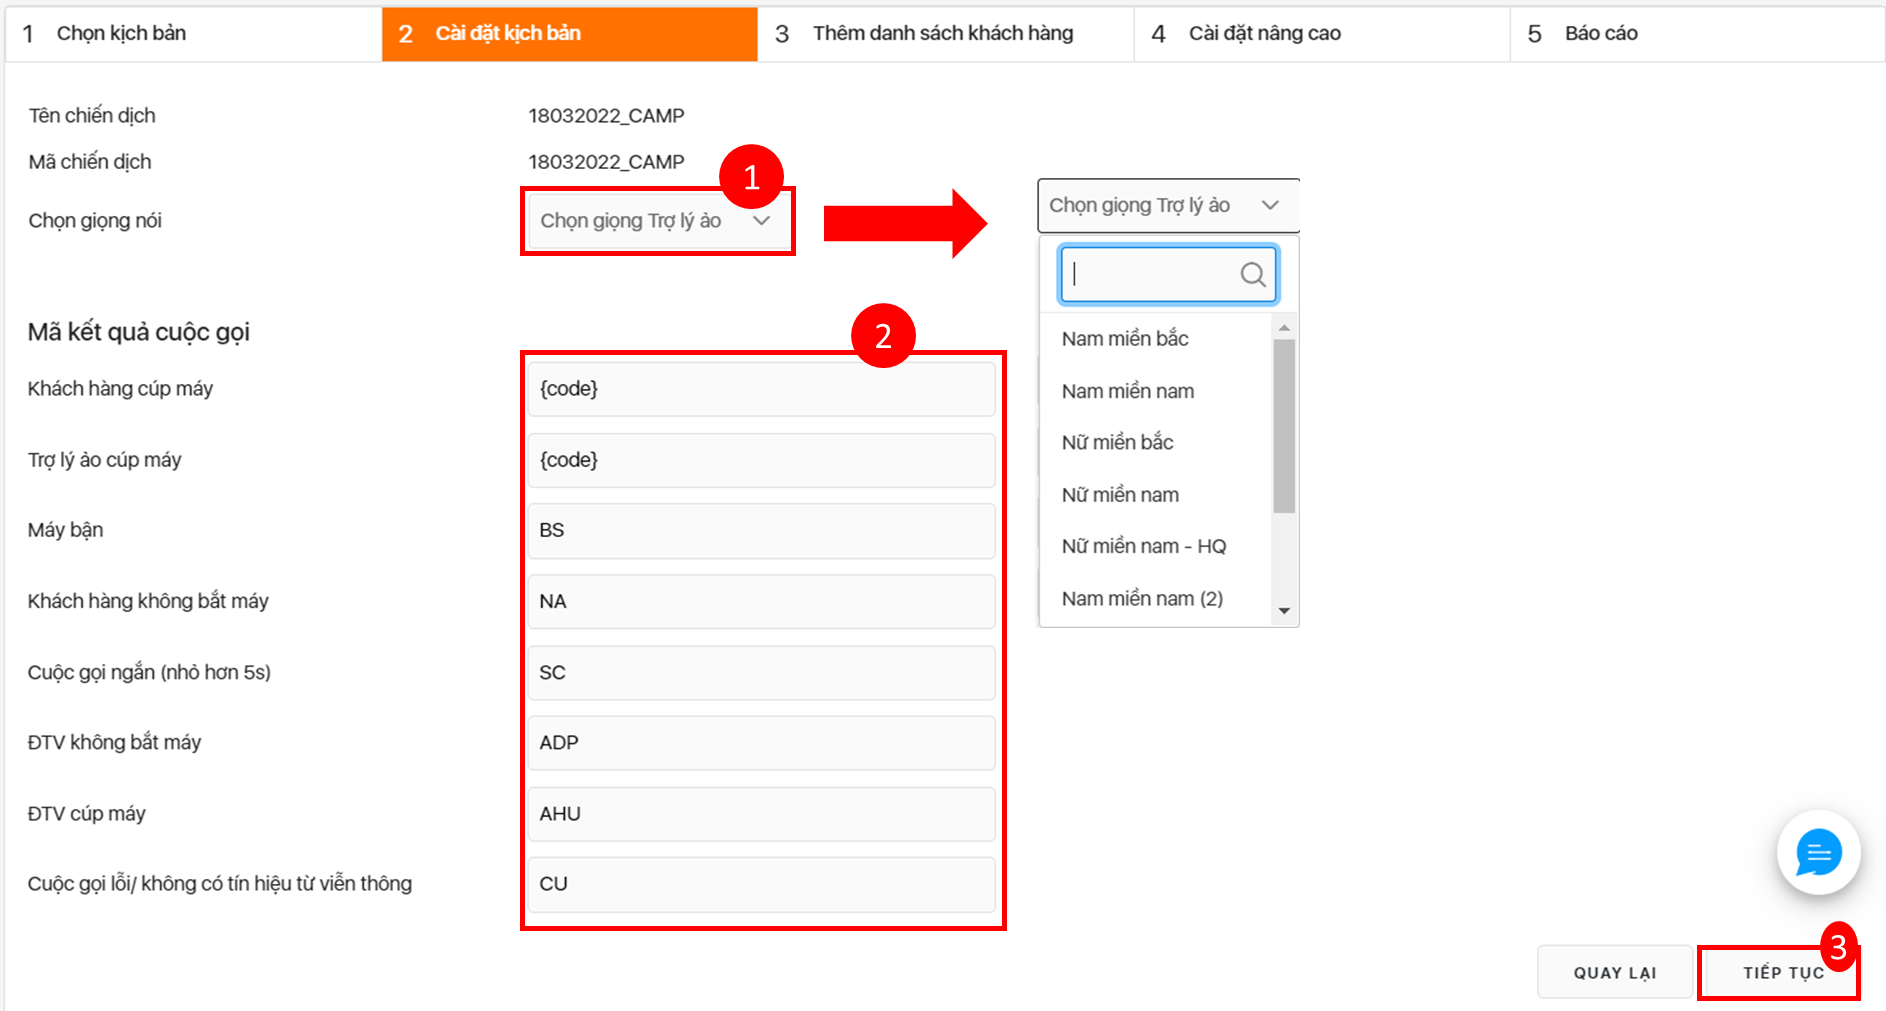 1 Chọn kịch bản
2 Cài đặt kịch bản
3 Thêm danh sách khách hàng
4 Cài đặt nâng cao
5 Báo cáo
Tên chiến dịch 18032022_CAMP
Mã chiến dịch 18032022_CAMP
1
Chọn giọng nói Chọn giọng Trợ lý ảo
Chọn giọng Trợ lý ảo
Nam miền bắc
Nam miền nam
Nữ miền bắc
Nữ miền nam
Nữ miền nam - HQ
Nam miền nam (2)
Mã kết quả cuộc gọi
2
Khách hàng cúp máy {code}
Trợ lý ảo cúp máy {code}
Máy bận BS
Khách hàng không bắt máy NA
Cuộc gọi ngắn (nhỏ hơn 5s) SC
ĐTV không bắt máy ADP
ĐTV cúp máy AHU
Cuộc gọi lỗi/ không có tín hiệu từ viễn thông CU
3
QUAY LẠI TIẾP TỤC